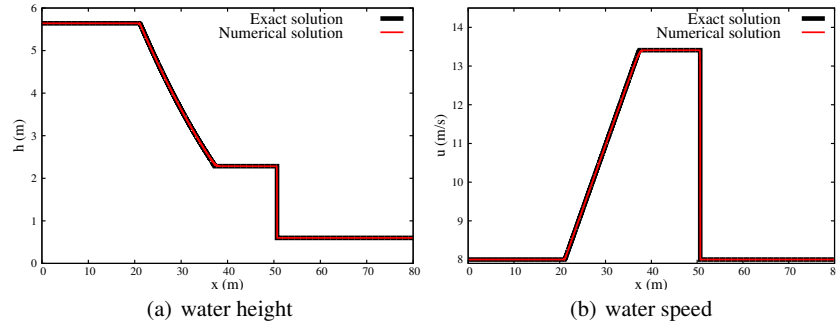 6
5
4
3
2
1
0
h (m)
Exact solution
Numerical solution
0 10 20 30 40 50 60 70 80
x (m)
(a) water height
14
13
12
11
10
9
8
u (m/s)
Exact solution
Numerical solution
0 10 20 30 40 50 60 70 80
x (m)
(b) water speed